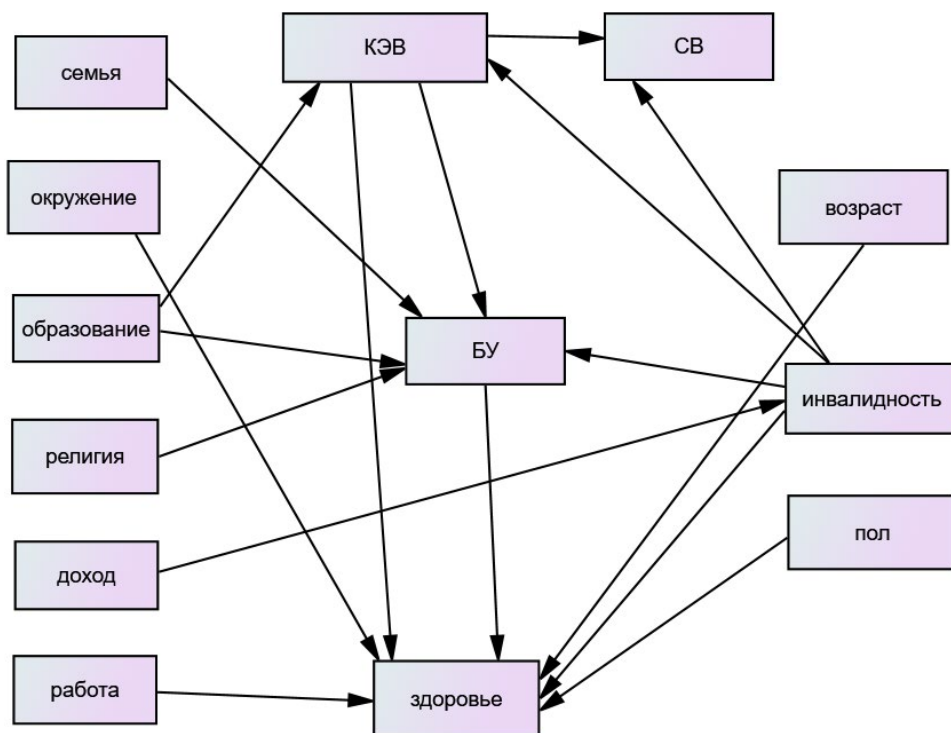 КЭВ
СВ
семья
окружение
возраст
образование
БУ
инвалидность
религия
пол
доход
работа
здоровье